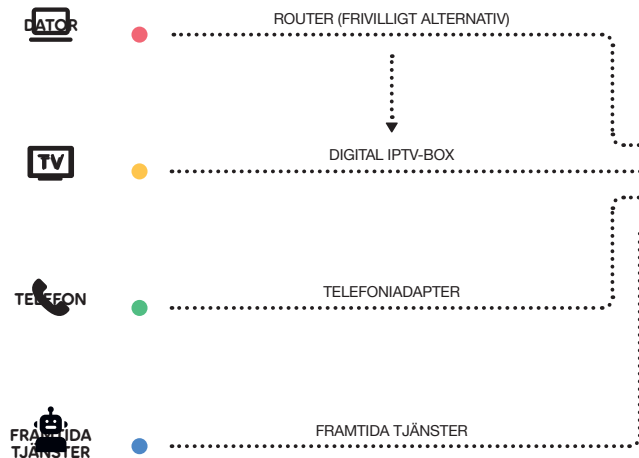 DATOR
ROUTER (FRIVILLIGT ALTERNATIV)
TV
DIGITAL IPTV-BOX
TELEFON
TELEFONIADAPTER
FRAMTIDA
TJÄNSTER
FRAMTIDA TJÄNSTER